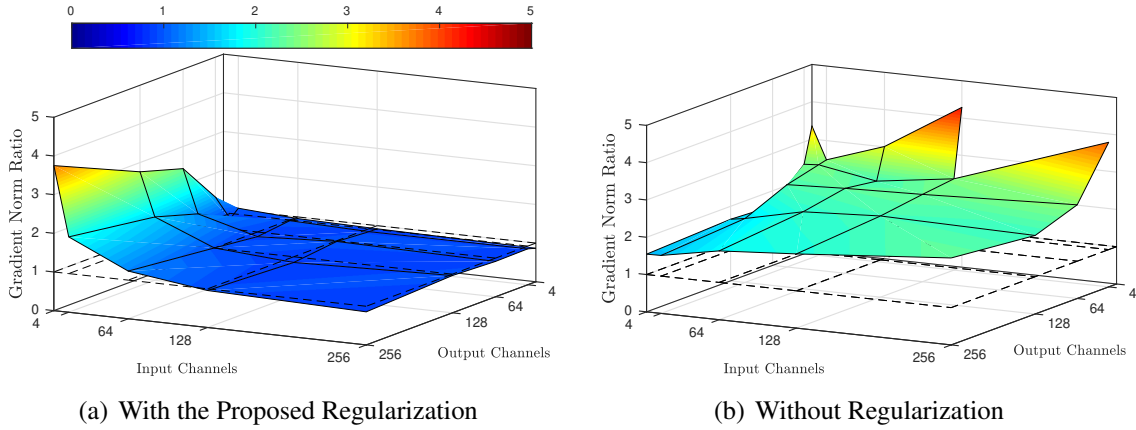 0 1 2 3 4 5
Gradient Norm Ratio
5
4
3
2
1
0
4 64 128 256
Input Channels
256 128 64 4
Output Channels
(a) With the Proposed Regularization
Gradient Norm Ratio
5
4
3
2
1
0
4 64 128 256
Input Channels
256 128 64 4
Output Channels
(b) Without Regularization